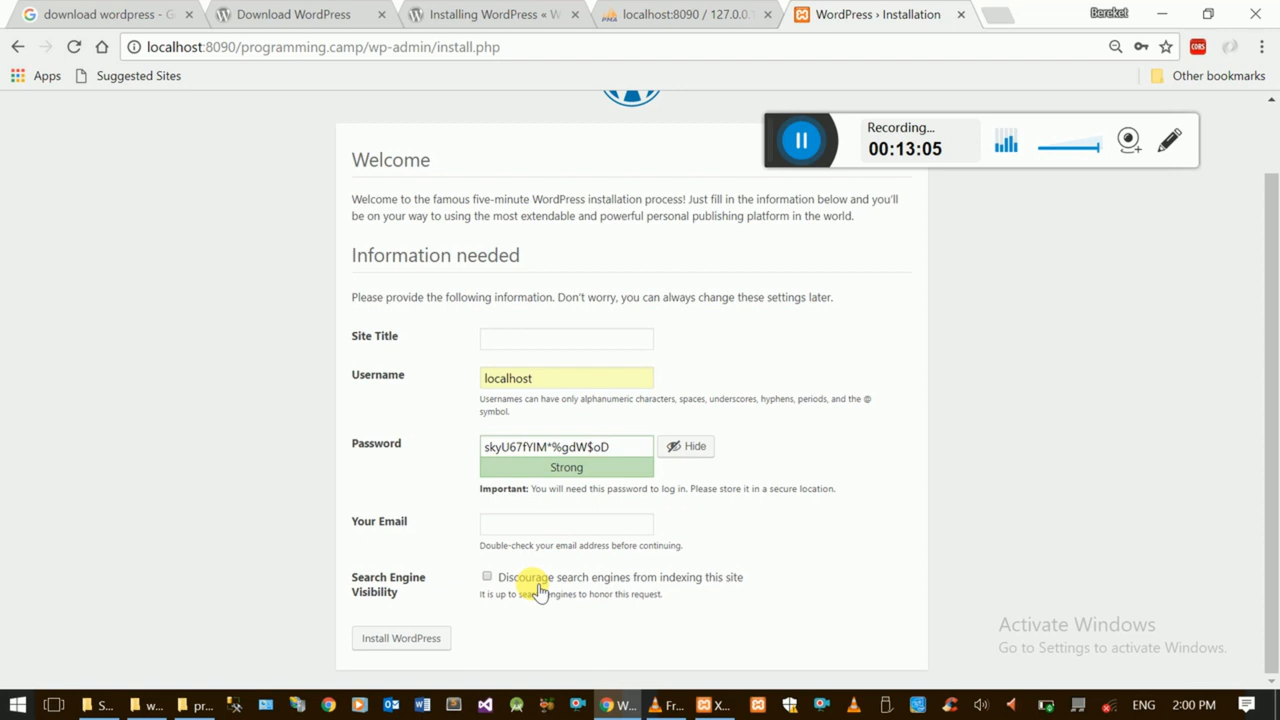 download wordpress - G
Download WordPress
Installing WordPress « W
PMA
localhost:8090 / 127.0.0.1
WordPress › Installation
Bereket
localhost:8090/programming.camp/wp-admin/install.php
CORS
Apps
Suggested Sites
Other bookmarks
Recording...
00:13:05
Welcome
Welcome to the famous five-minute WordPress installation process! Just fill in the information below and you'll
be on your way to using the most extendable and powerful personal publishing platform in the world.
Information needed
Please provide the following information. Don't worry, you can always change these settings later.
Site Title
Username
localhost
Usernames can have only alphanumeric characters, spaces, underscores, hyphens, periods, and the @
symbol.
Password
skyU67fYIM*%gdW$oD
Hide
Strong
Important: You will need this password to log in. Please store it in a secure location.
Your Email
Double-check your email address before continuing.
Search Engine
Visibility
Discourage search engines from indexing this site
It is up to search engines to honor this request.
Install WordPress
Activate Windows
Go to Settings to activate Windows.
S...
w...
pr...
W...
Fr...
X...
ENG
2:00 PM